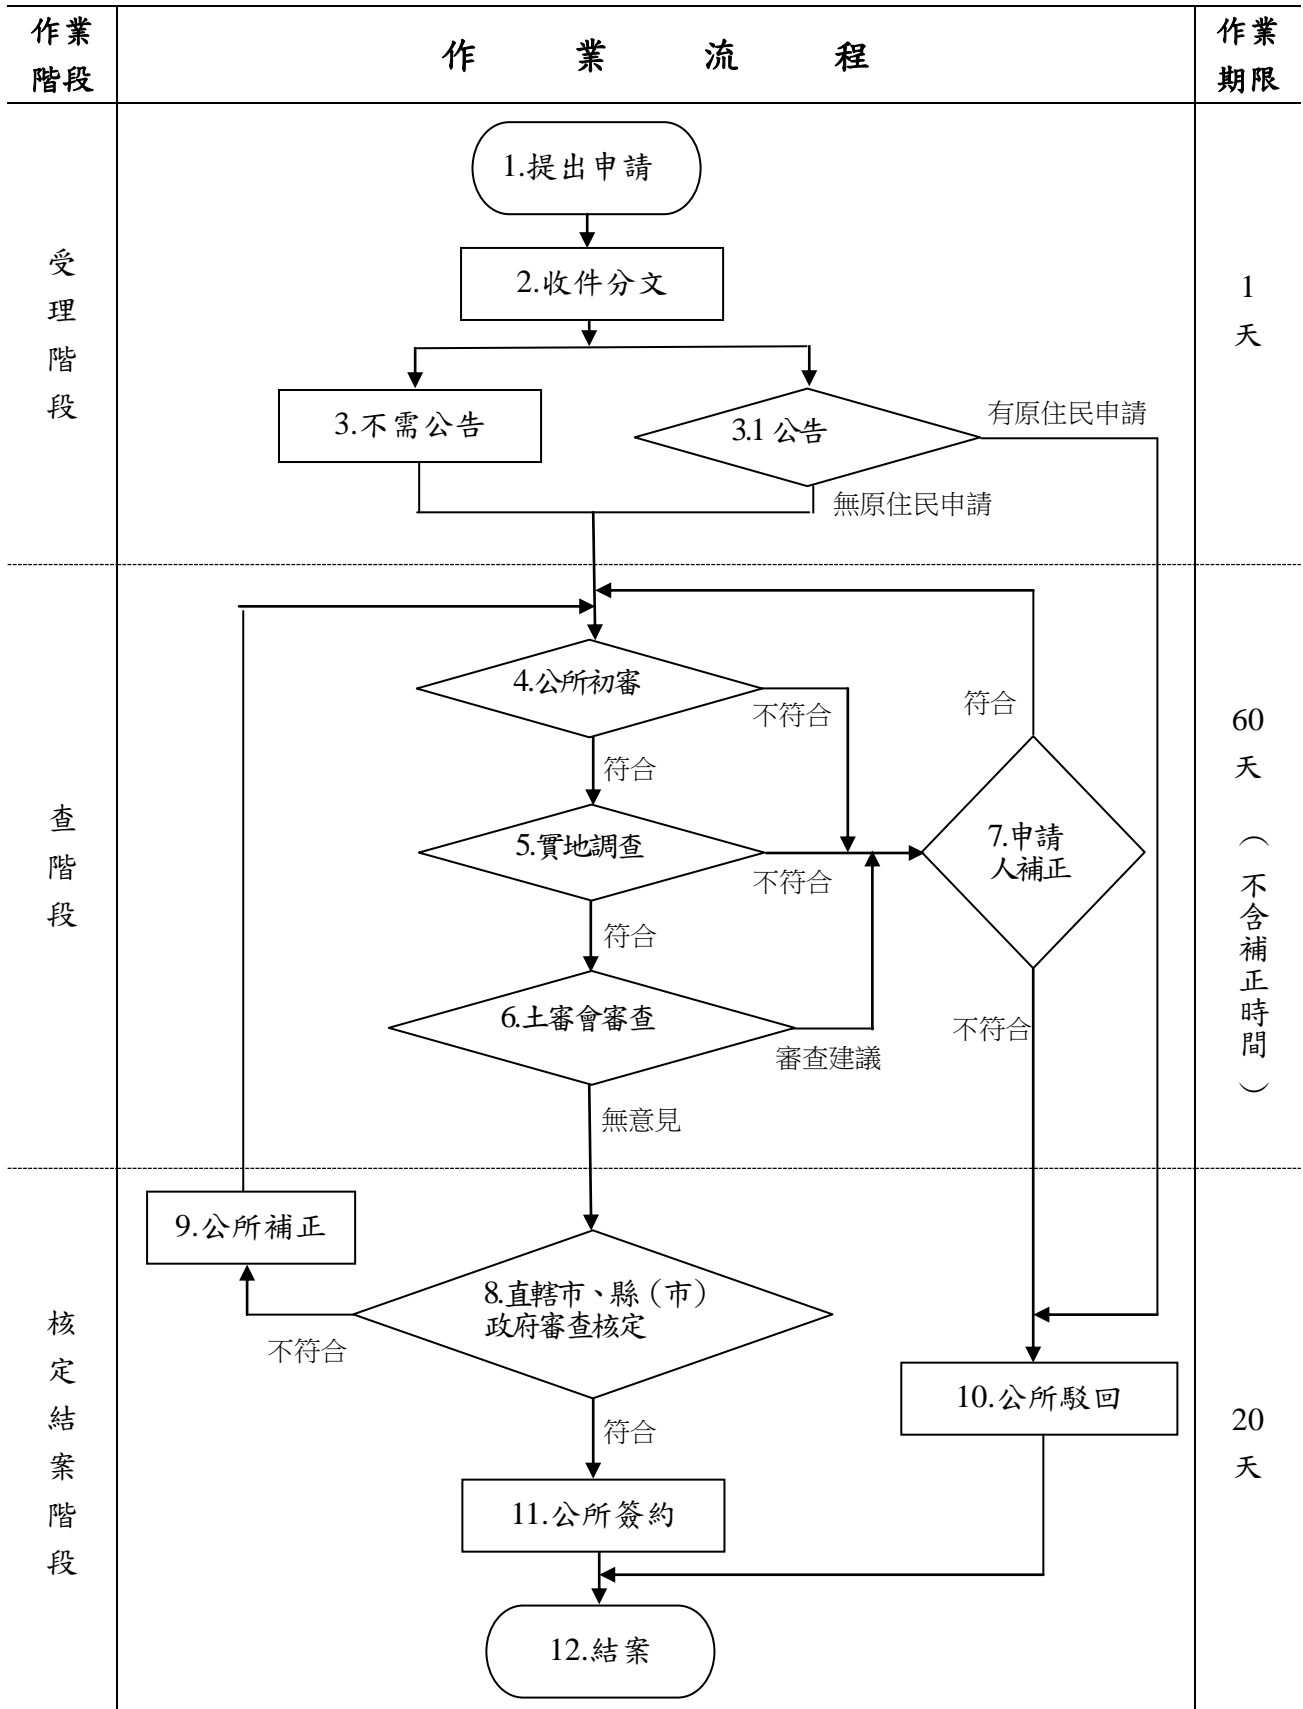 作業階段
作業流程
作業期限
受理階段
1.提出申請
2.收件分文
3.不需公告
3.1公告
有原住民申請
無原住民申請
1天
查階段
4.公所初審
不符合
符合
符合
5.實地調查
不符合
7.申請人補正
符合
6.土審會審查
審查建議
不符合
無意見
60天（不含補正時間）
核定結案階段
9.公所補正
8.直轄市、縣（市）
政府審查核定
不符合
符合
10.公所駁回
11.公所簽約
12.結案
20天